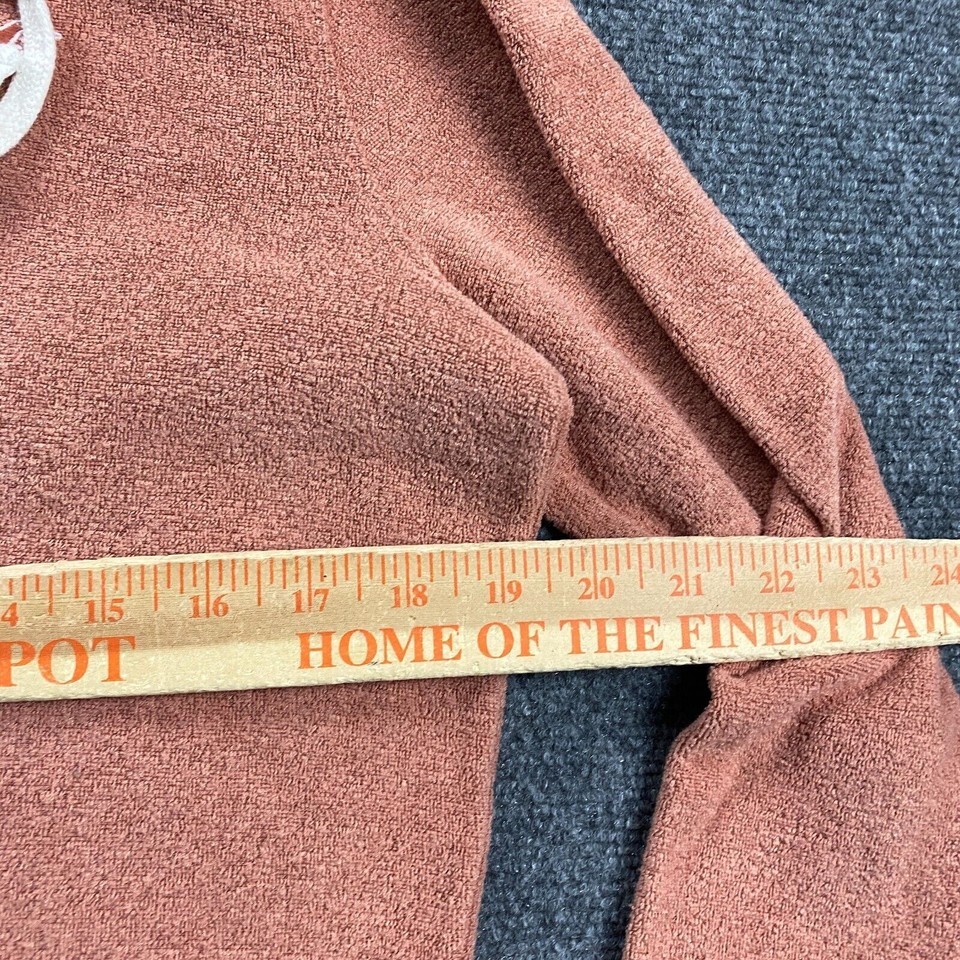 4 15 16 17 18 19 20 21 22 23 24
POT HOME OF THE FINEST PAIN